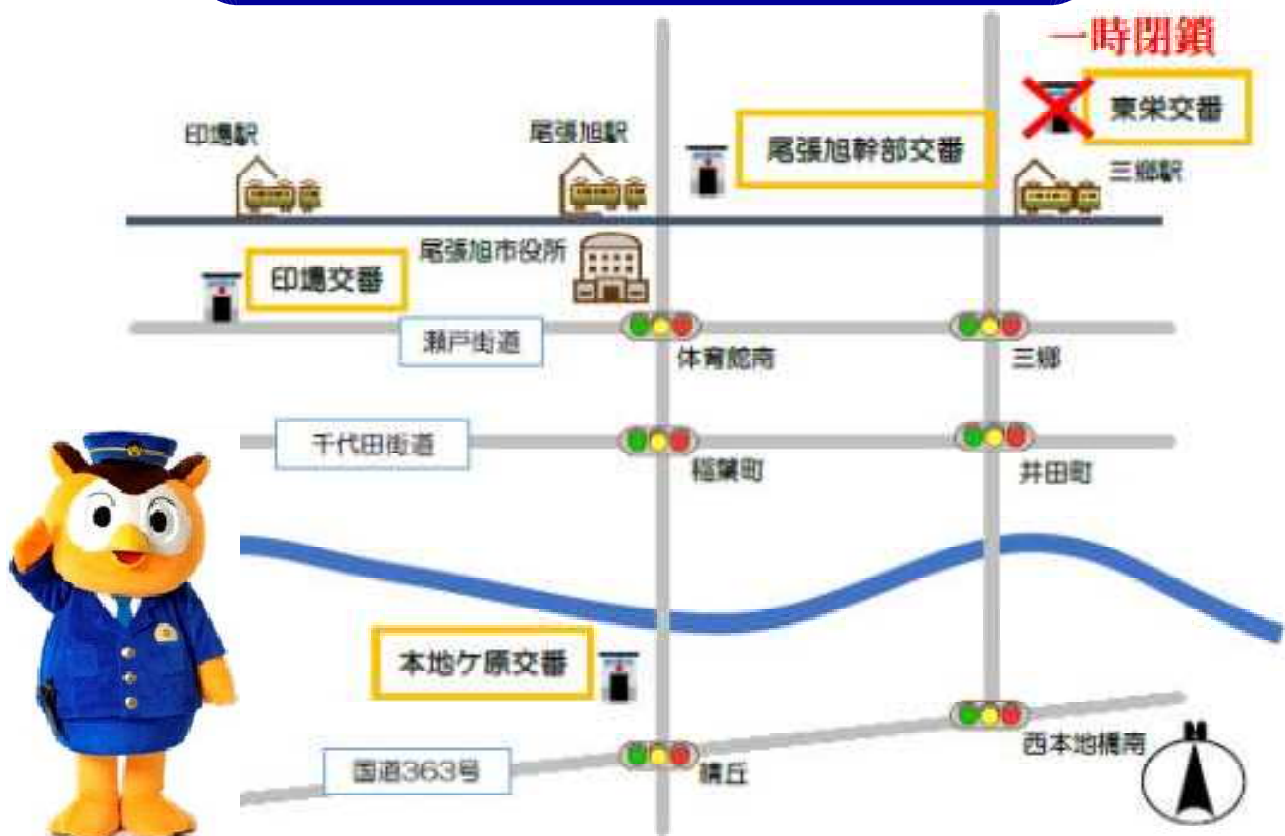 一時閉鎖
東栄交番
印場駅
尾張旭駅
尾張旭幹部交番
三郷駅
尾張旭市役所
印場交番
瀬戸街道
体育館南
三郷
千代田街道
稲葉町
井田町
本地ケ原交番
西本地橋南
国道363号
晴丘
N